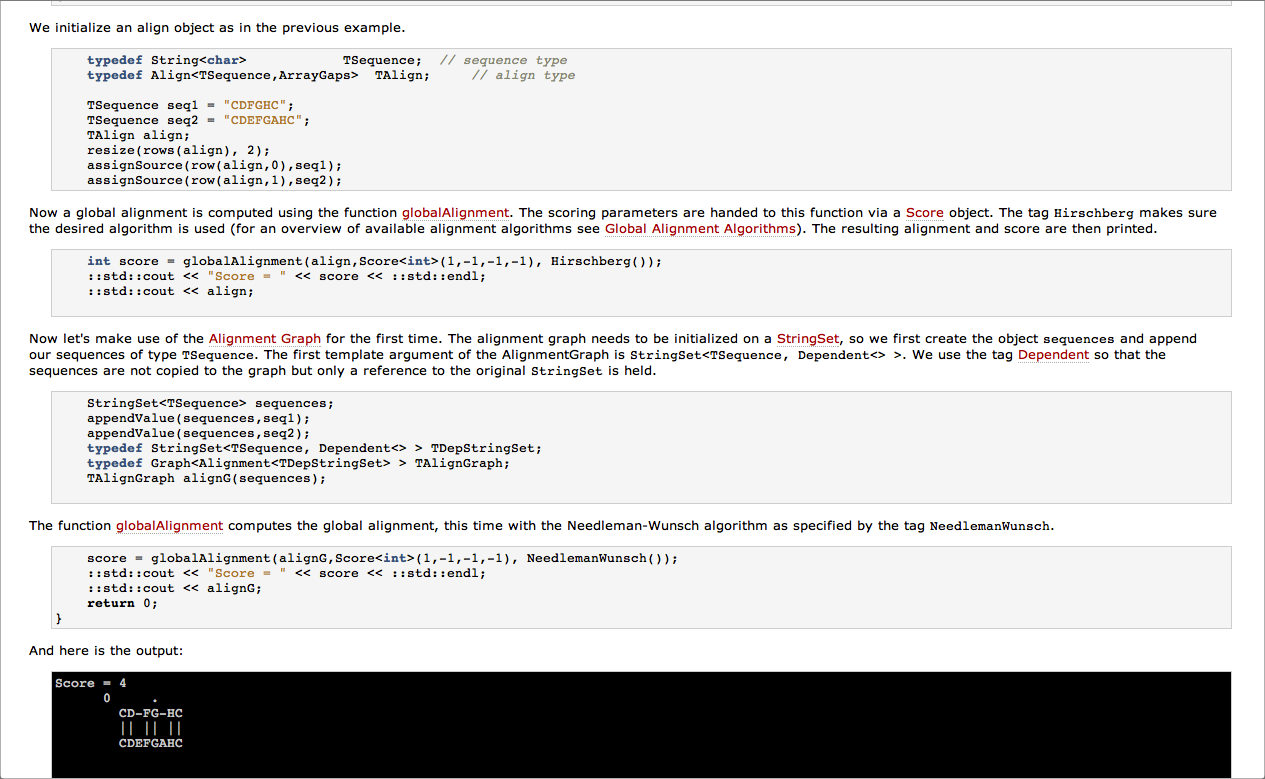 We initialize an align object as in the previous example.
typedef String<char>            TSequence;  // sequence type
typedef Align<TSequence,ArrayGaps>  TAlign;     // align type
TSequence seq1 = "CDFGHC";
TSequence seq2 = "CDEFGAHC";
TAlign align;
resize(rows(align), 2);
assignSource(row(align,0),seq1);
assignSource(row(align,1),seq2);
Now a global alignment is computed using the function globalAlignment. The scoring parameters are handed to this function via a Score object. The tag Hirschberg makes sure
the desired algorithm is used (for an overview of available alignment algorithms see Global Alignment Algorithms). The resulting alignment and score are then printed.
int score = globalAlignment(align,Score<int>(1,-1,-1,-1), Hirschberg());
::std::cout << "Score = " << score << ::std::endl;
::std::cout << align;
Now let's make use of the Alignment Graph for the first time. The alignment graph needs to be initialized on a StringSet, so we first create the object sequences and append
our sequences of type TSequence. The first template argument of the AlignmentGraph is StringSet<TSequence, Dependent<> >. We use the tag Dependent so that the
sequences are not copied to the graph but only a reference to the original StringSet is held.
StringSet<TSequence> sequences;
appendValue(sequences,seq1);
appendValue(sequences,seq2);
typedef StringSet<TSequence, Dependent<> > TDepStringSet;
typedef Graph<Alignment<TDepStringSet> > TAlignGraph;
TAlignGraph alignG(sequences);
The function globalAlignment computes the global alignment, this time with the Needleman-Wunsch algorithm as specified by the tag NeedlemanWunsch.
score = globalAlignment(alignG,Score<int>(1,-1,-1,-1), NeedlemanWunsch());
::std::cout << "Score = " << score << ::std::endl;
::std::cout << alignG;
return 0;
}
And here is the output:
Score = 4
0     .
CD-FG-HC
|| || ||
CDEFGAHC